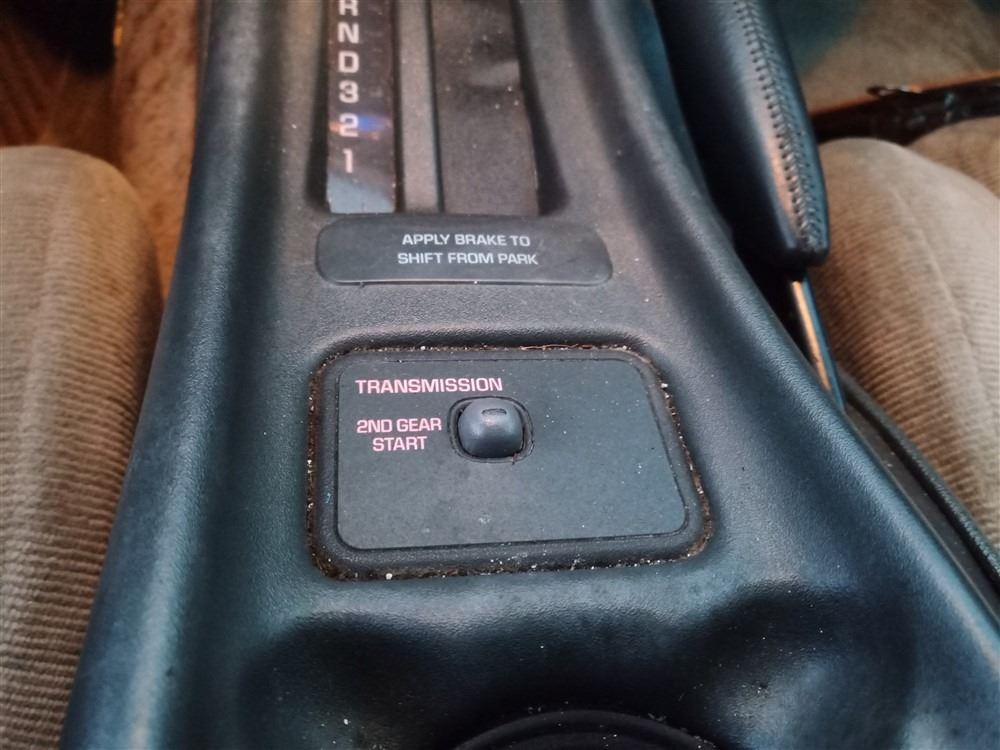 R
N
D
3
2
1
APPLY BRAKE TO
SHIFT FROM PARK
TRANSMISSION
2ND GEAR
START